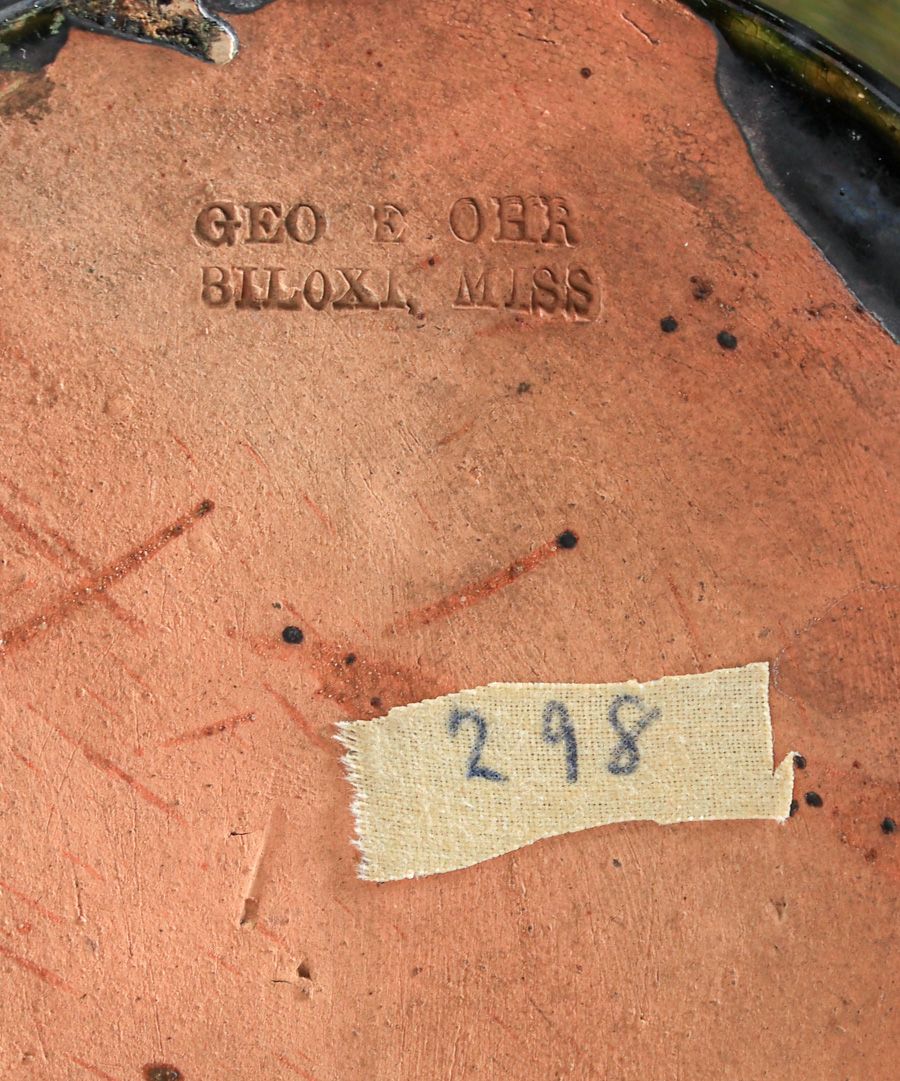 GEO E OHR
BILOXI, MISS
298